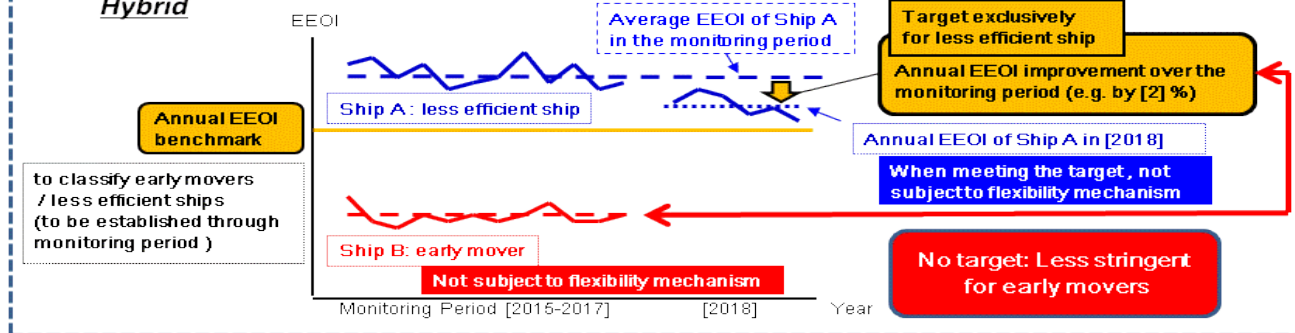 Hybrid
EEOI
Average EEOI of Ship A
in the monitoring period
Target exclusively
for less efficient ship
Annual EEOI improvement over the
monitoring period (e.g. by [2] %)
Ship A : less efficient ship
Annual EEOI
benchmark
Annual EEOI of Ship A in [2018]
to classify early movers
/ less efficient ships
(to be established through
monitoring period )
When meeting the target, not
subject to flexibility mechanism
Ship B: early mover
Not subject to flexibility mechanism
No target: Less stringent
for early movers
Monitoring Period [2015-2017]
[2018]
Year